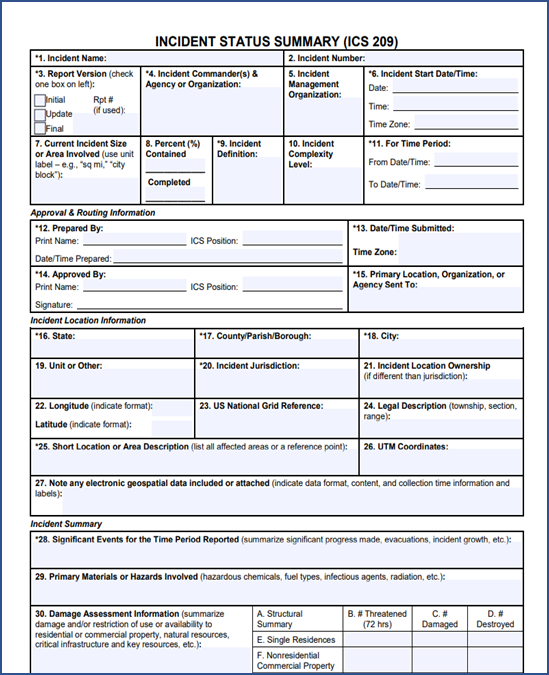 INCIDENT STATUS SUMMARY (ICS 209)
*1. Incident Name: 2. Incident Number:
*3. Report Version (check one box on left):
Initial Rpt #
Update (if used):
Final
*4. Incident Commander(s) &
Agency or Organization:
5. Incident
Management
Organization:
*6. Incident Start Date/Time:
Date:
Time:
Time Zone:
7. Current Incident Size
or Area Involved (use unit
label – e.g., “sq mi,” “city
block”):
8. Percent (%)
Contained
Completed
*9. Incident
Definition:
10. Incident
Complexity
Level:
*11. For Time Period:
From Date/Time:
To Date/Time:
Approval & Routing Information
*12. Prepared By:
Print Name: ICS Position:
Date/Time Prepared:
*13. Date/Time Submitted:
Time Zone:
*14. Approved By:
Print Name: ICS Position:
Signature:
*15. Primary Location, Organization, or
Agency Sent To:
Incident Location Information
*16. State: *17. County/Parish/Borough: *18. City:
19. Unit or Other: *20. Incident Jurisdiction: 21. Incident Location Ownership
(if different than jurisdiction):
22. Longitude (indicate format):
Latitude (indicate format):
23. US National Grid Reference:
24. Legal Description (township, section,
range):
*25. Short Location or Area Description (list all affected areas or a reference point): 26. UTM Coordinates:
27. Note any electronic geospatial data included or attached (indicate data format, content, and collection time information and
labels):
Incident Summary
*28. Significant Events for the Time Period Reported (summarize significant progress made, evacuations, incident growth, etc.):
29. Primary Materials or Hazards Involved (hazardous chemicals, fuel types, infectious agents, radiation, etc.):
30. Damage Assessment Information (summarize
damage and/or restriction of use or availability to
residential or commercial property, natural resources,
critical infrastructure and key resources, etc.):
A. Structural
Summary
B. # Threatened
(72 hrs)
C. #
Damaged
D. #
Destroyed
E. Single Residences
F. Nonresidential
Commercial Property